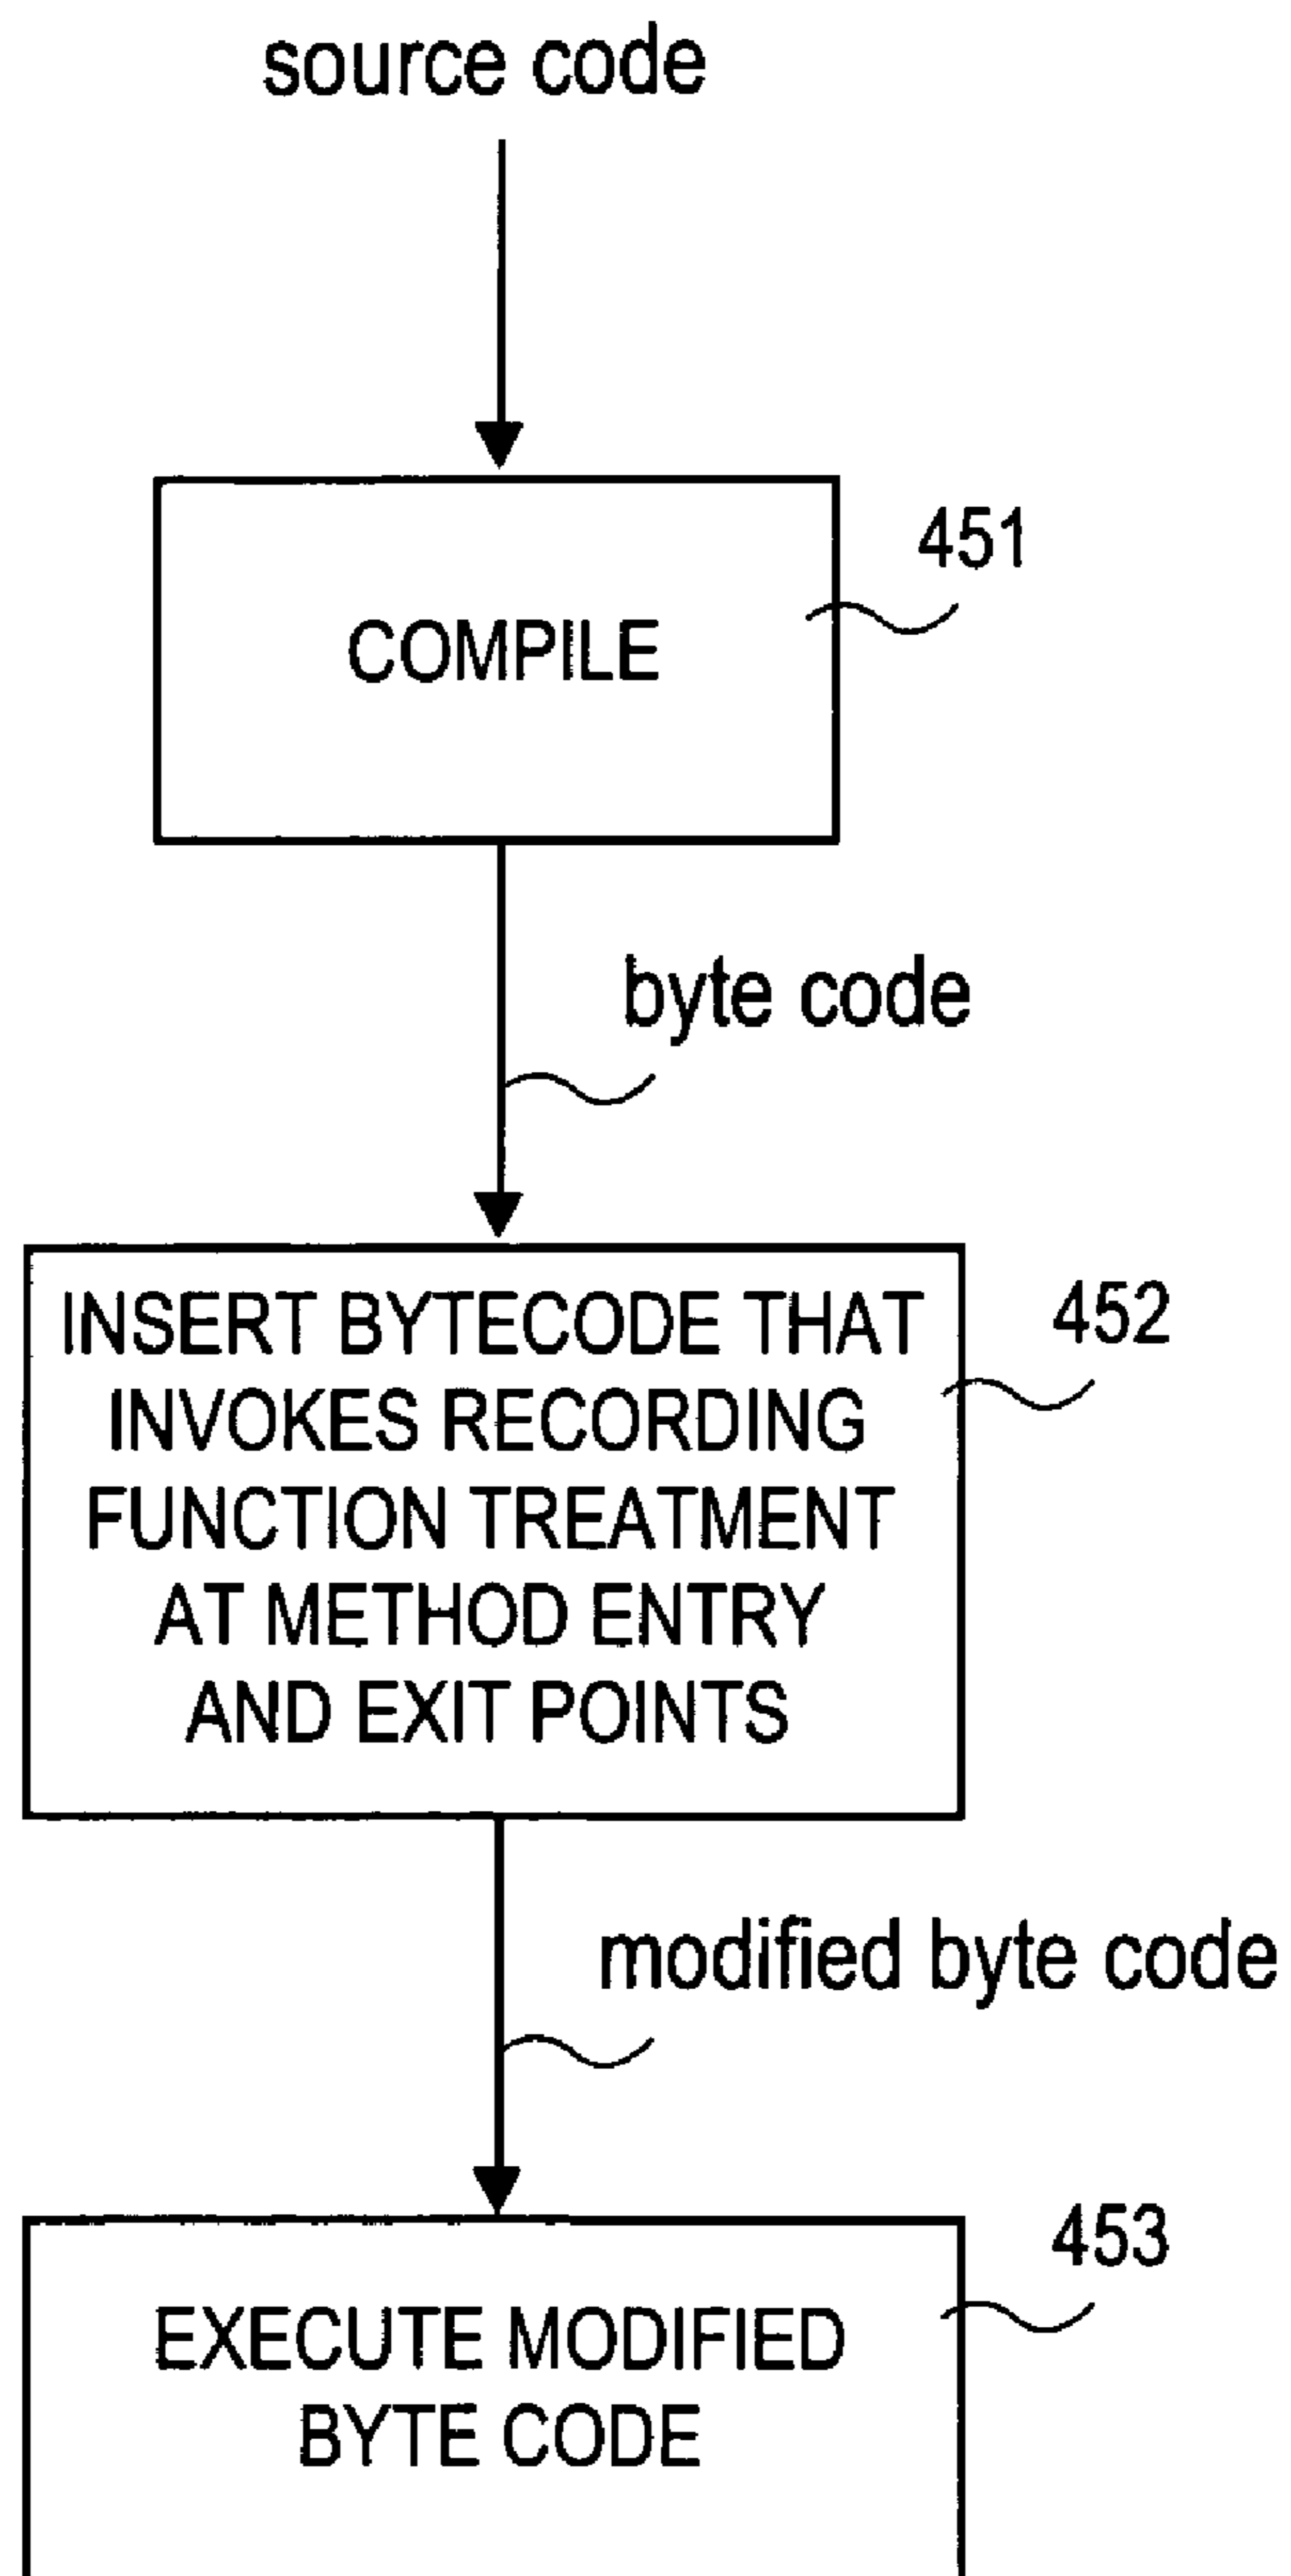 source code
COMPILE
451
byte code
INSERT BYTECODE THAT
INVOKES RECORDING
FUNCTION TREATMENT
AT METHOD ENTRY
AND EXIT POINTS
452
modified byte code
EXECUTE MODIFIED
BYTE CODE
453